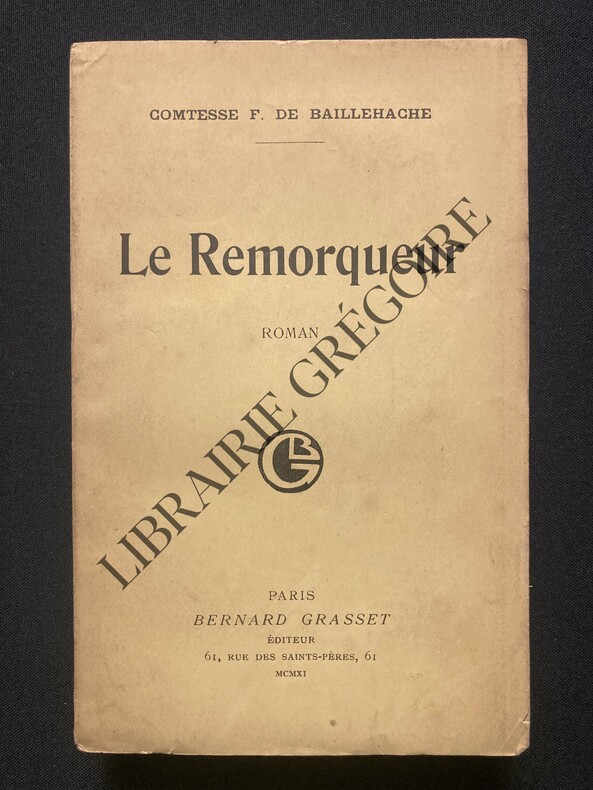 COMTESSE F. DE BAILLEHACHE
Le Remorqueur
ROMAN
LIBRAIRIE GRÉGOIRE
BG
PARIS
BERNARD GRASSET
ÉDITEUR
61, RUE DES SAINTS-PÈRES, 61
MCMXI